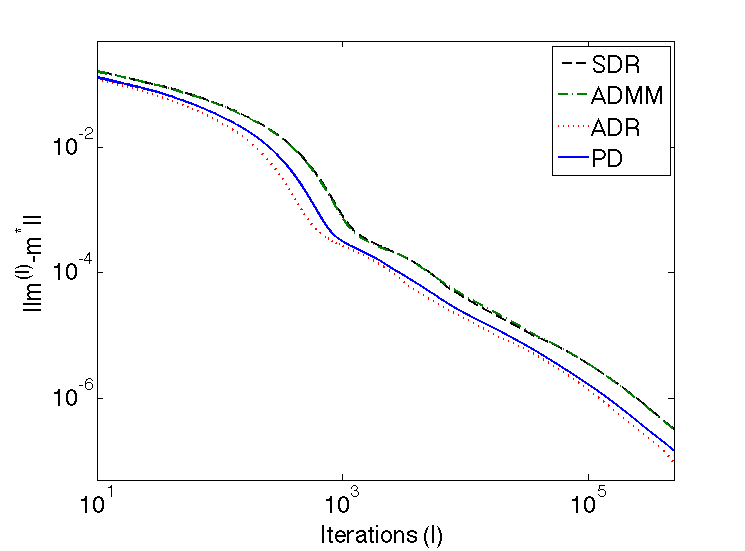 SDR
ADMM
ADR
PD
10^-2
10^-4
10^-6
||m^(l)-m^*||
10^1
10^3
10^5
Iterations (l)